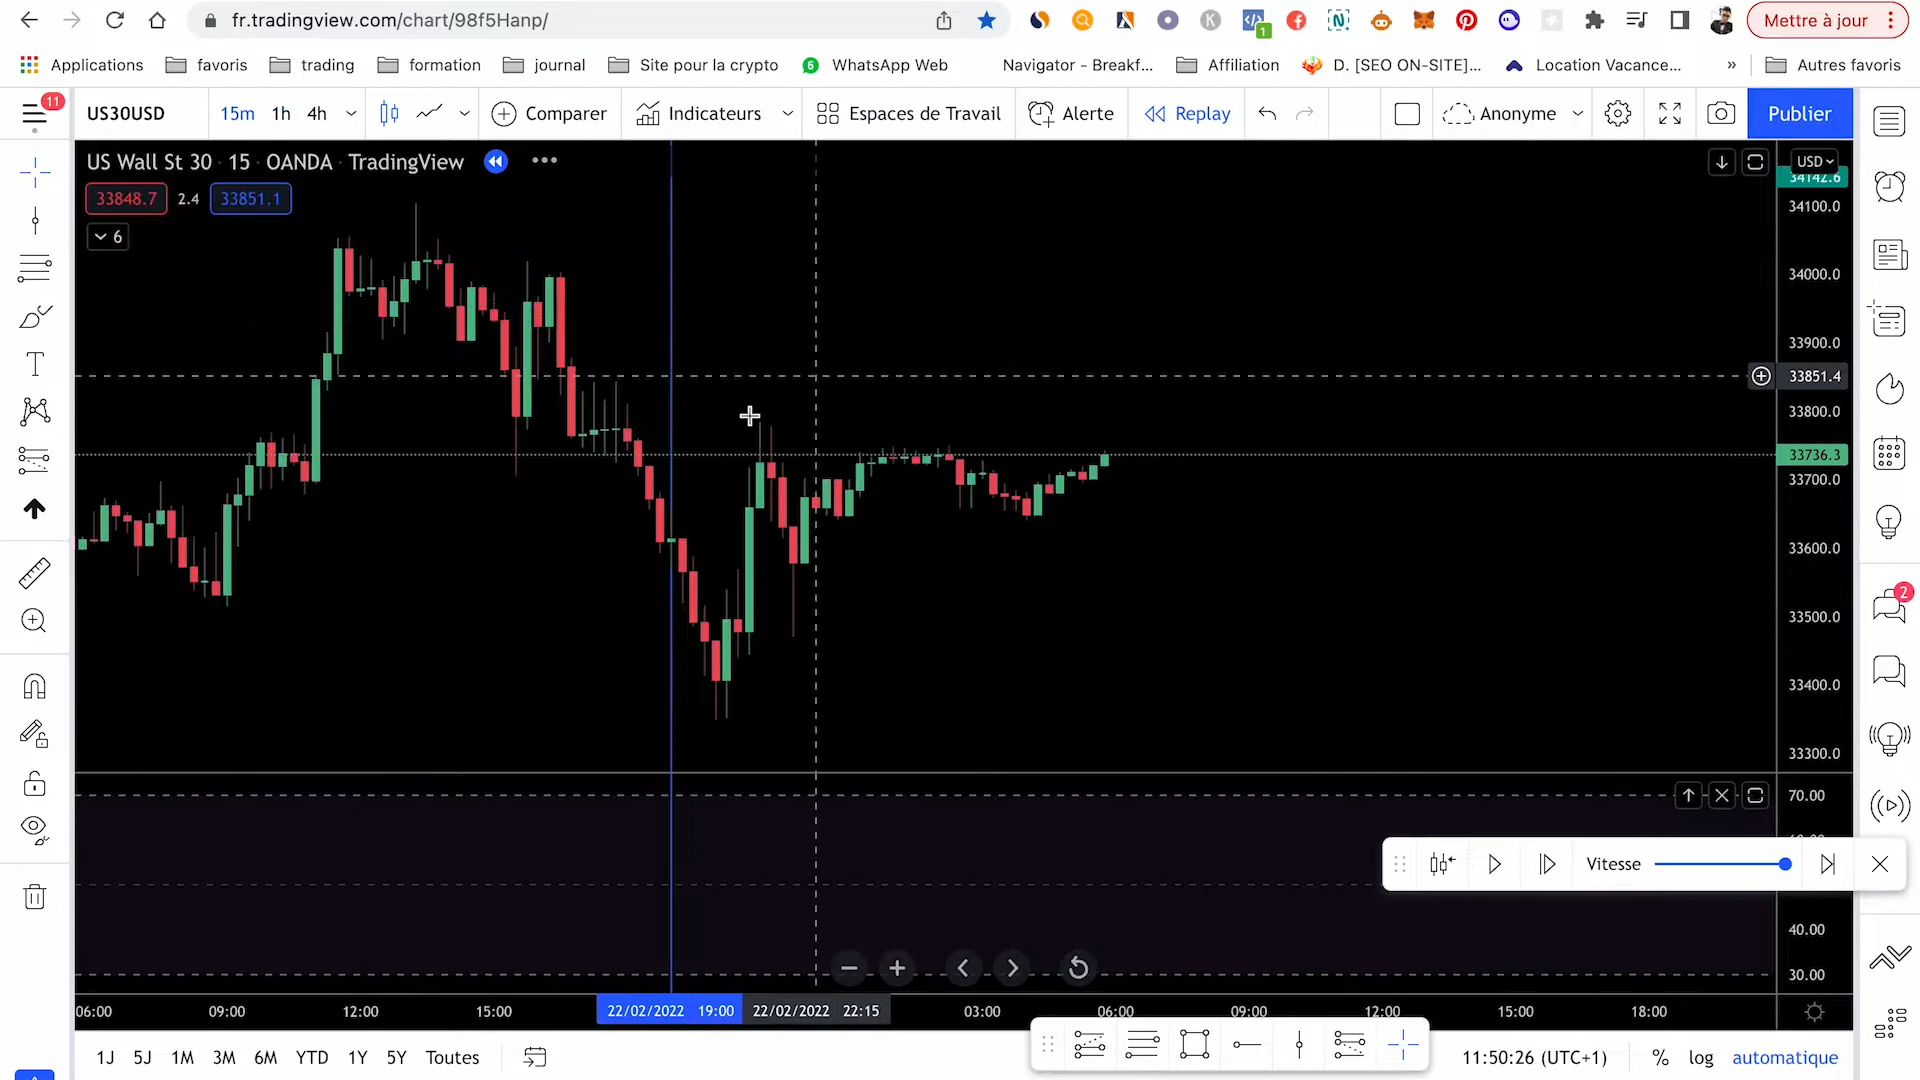 fr.tradingview.com/chart/98f5Hanp/
1
Mettre à jour
Applications
favoris
trading
formation
journal
Site pour la crypto
6
WhatsApp Web
Navigator - Breakf...
Affiliation
D. [SEO ON-SITE]...
Location Vacance...
»
Autres favoris
11
US30USD
15m
1h
4h
Comparer
Indicateurs
Espaces de Travail
Alerte
Replay
Anonyme
Publier
US Wall St 30 · 15 · OANDA · TradingView
33848.7
2.4
33851.1
6
USD
34142.6
34100.0
34000.0
33900.0
33851.4
33800.0
33736.3
33700.0
33600.0
33500.0
33400.0
33300.0
2
70.00
Vitesse
40.00
30.00
06:00
09:00
12:00
15:00
22/02/2022 19:00
22/02/2022 22:15
03:00
06:00
09:00
12:00
15:00
18:00
1J
5J
1M
3M
6M
YTD
1Y
5Y
Toutes
11:50:26 (UTC+1)
%
log
automatique